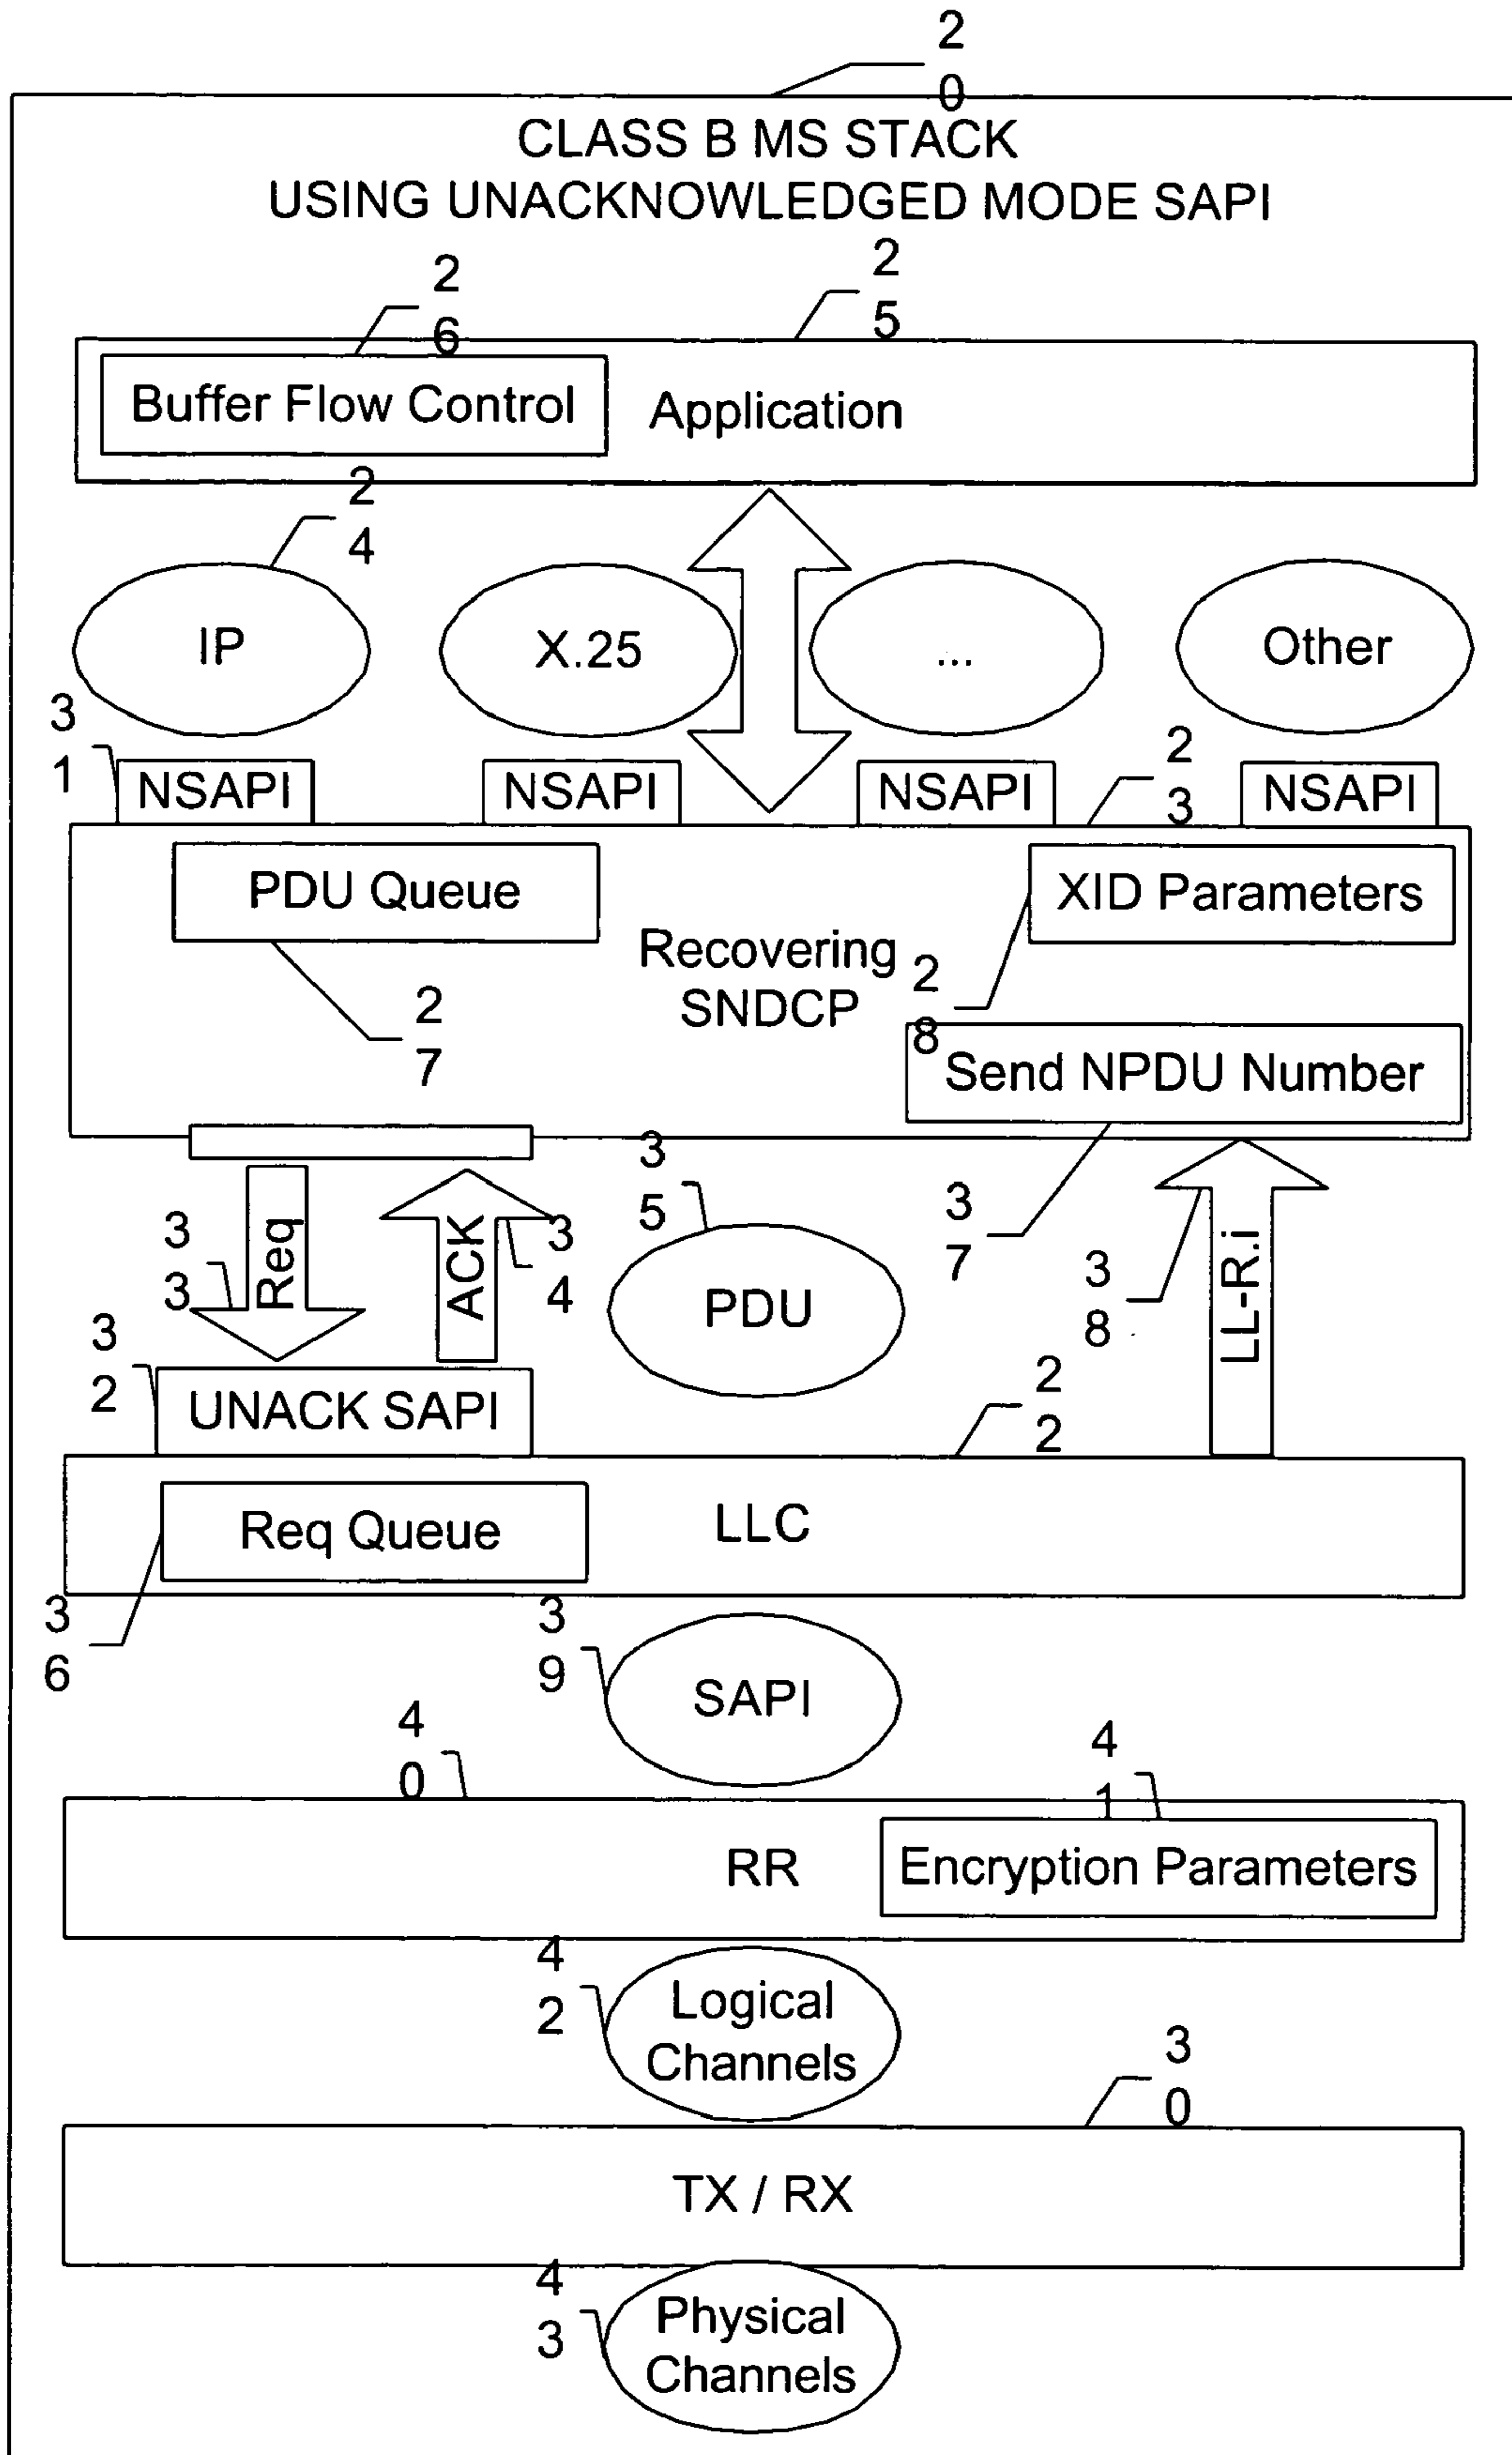 20
CLASS B MS STACK
USING UNACKNOWLEDGED MODE SAPI
26
25
Buffer Flow Control
Application
24
IP
X.25
...
Other
31
NSAPI
NSAPI
NSAPI
23
NSAPI
PDU Queue
XID Parameters
Recovering
SNDCP
28
27
Send NPDU Number
33
Req
ACK
34
35
PDU
37
38
LL-R.i
32
UNACK SAPI
22
Req Queue
LLC
36
39
SAPI
40
41
RR
Encryption Parameters
42
Logical
Channels
30
TX / RX
43
Physical
Channels